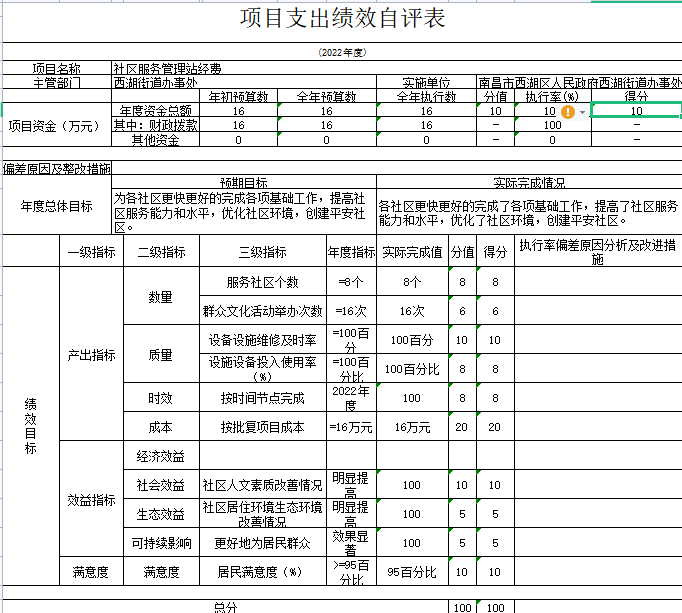 项目支出绩效自评表
(2022年度)
项目名称 社区服务管理站经费
主管部门 西湖街道办事处 实施单位 南昌市西湖区人民政府西湖街道办事处
项目资金（万元） 年初预算数 全年预算数 全年执行数 分值 执行率(%) 得分
年度资金总额 16 16 16 10 10 10
其中：财政拨款 16 16 16 - 100 -
其他资金 0 0 0 - 0 -
偏差原因及整改措施
年度总体目标 预期目标 实际完成情况
为各社区更快更好的完成各项基础工作，提高社
区服务能力和水平，优化社区环境，创建平安社
区。
各社区更快更好的完成了各项基础工作，提高了社区服务
能力和水平，优化了社区环境，创建平安社区。
一级指标 二级指标 三级指标 年度指标 实际完成值 分值 得分 执行率偏差原因分析及改进措
施
绩效目标
产出指标
数量 服务社区个数 =8个 8个 8 8
群众文化活动举办次数 =16次 16次 6 6
质量 设备设施维修及时率 =100百
分 100百分 10 10
设施设备投入使用率
（%） =100百
分比 100百分比 8 8
时效 按时间节点完成 2022年
度 100 8 8
成本 按批复项目成本 =16万元 16万元 20 20
效益指标
经济效益
社会效益 社区人文素质改善情况 明显提
高 100 10 10
生态效益 社区居住环境生态环境
改善情况 明显提
高 100 5 5
可持续影响 更好地为居民群众 效果显
著 100 5 5
满意度 满意度 居民满意度（%） >=95百
分比 95百分比 10 10
总分 100 100